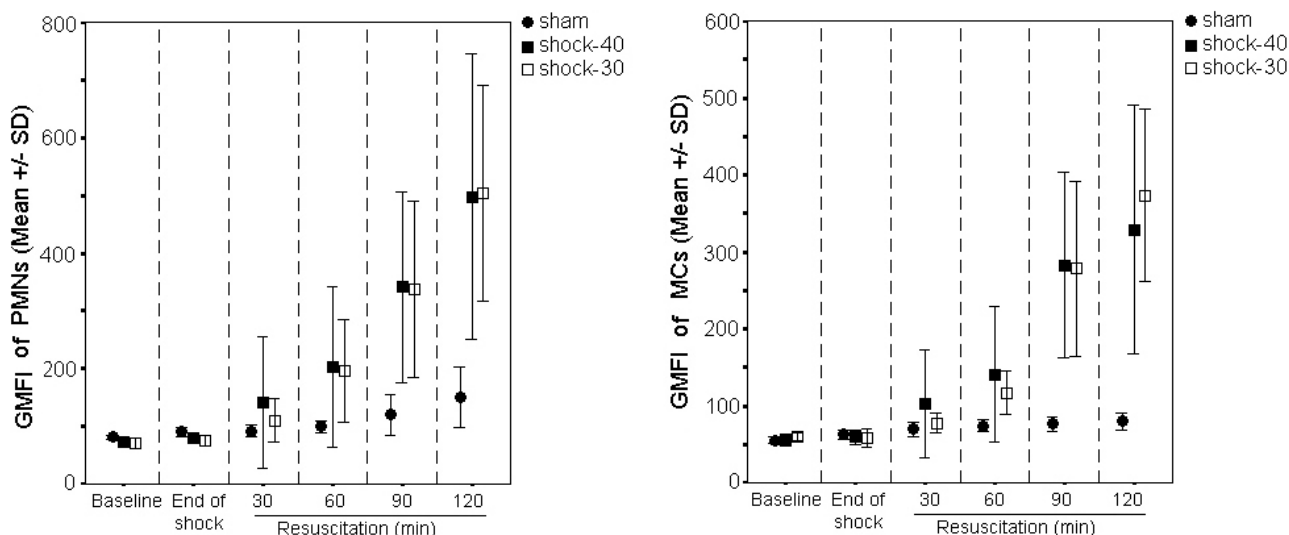 GMFI of PMNs (Mean +/- SD)
800
600
400
200
0
Baseline
End of
shock
30
60
90
120
Resuscitation (min)
sham
shock-40
shock-30
GMFI of MCs (Mean +/- SD)
600
500
400
300
200
100
0
Baseline
End of
shock
30
60
90
120
Resuscitation (min)
sham
shock-40
shock-30